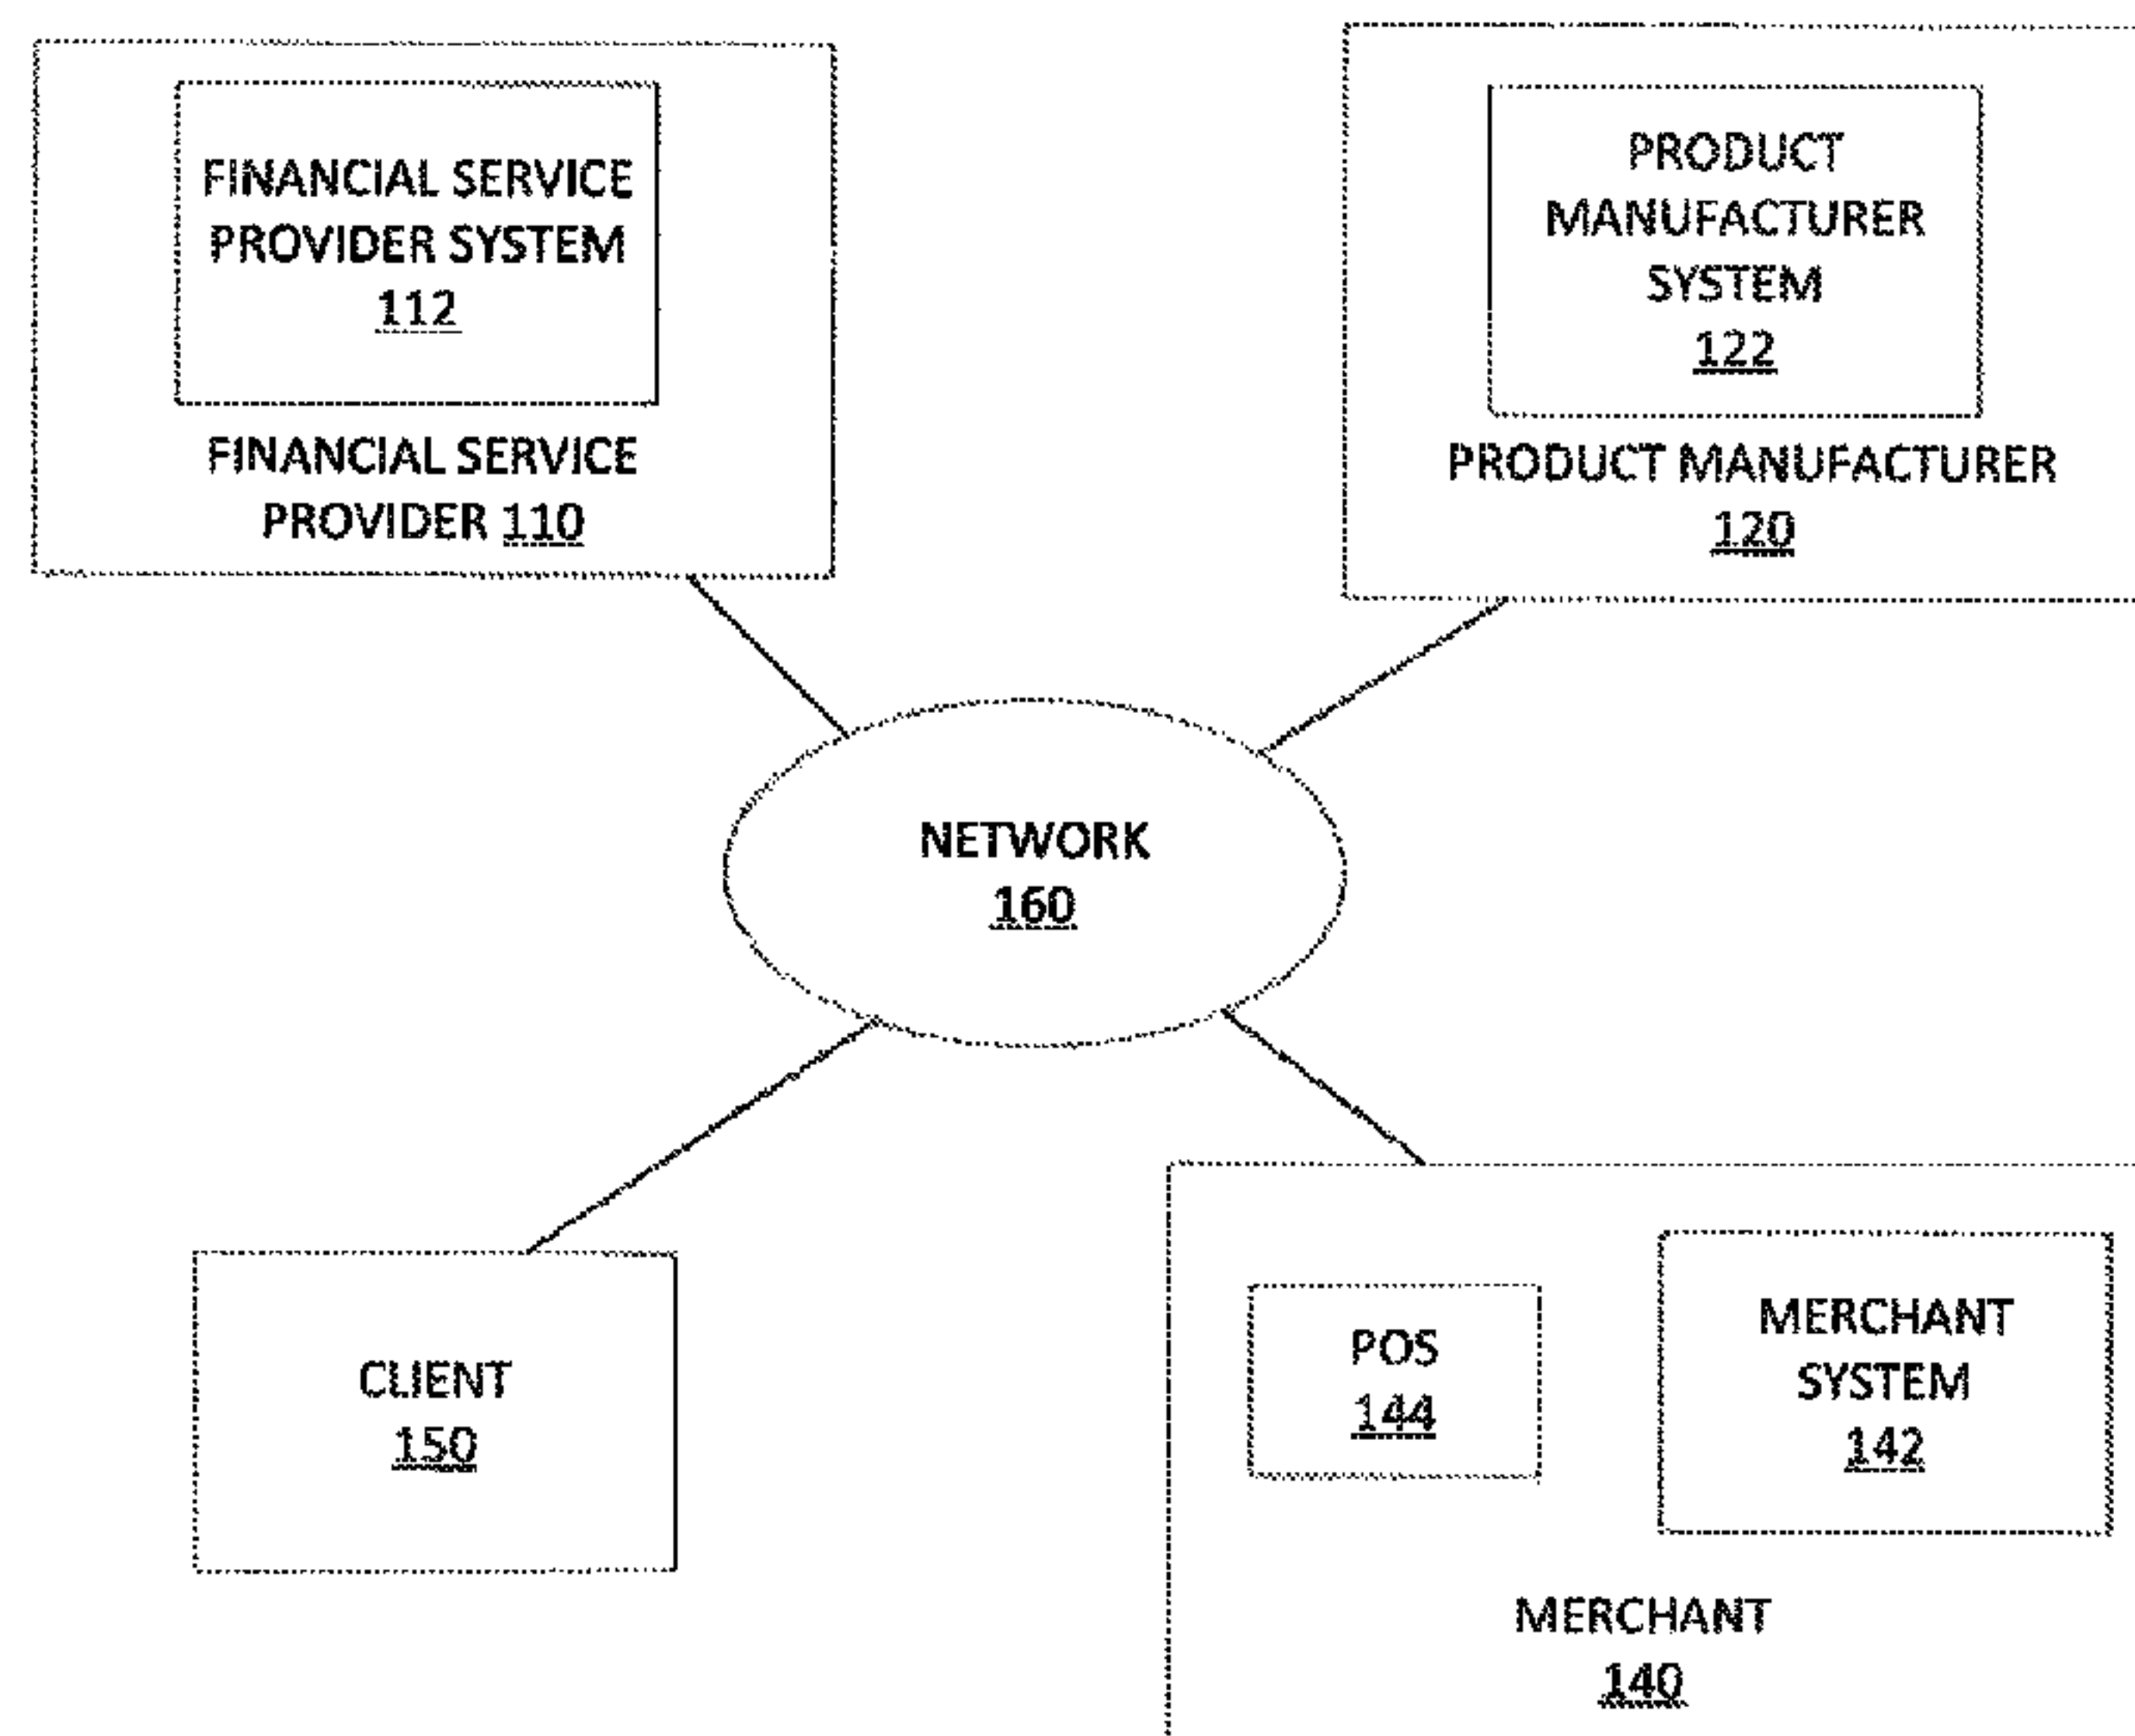 FINANCIAL SERVICE
PROVIDER SYSTEM
112
FINANCIAL SERVICE
PROVIDER 110
PRODUCT
MANUFACTURER
SYSTEM
122
PRODUCT MANUFACTURER
120
NETWORK
160
CLIENT
150
POS
144
MERCHANT
SYSTEM
142
MERCHANT
140